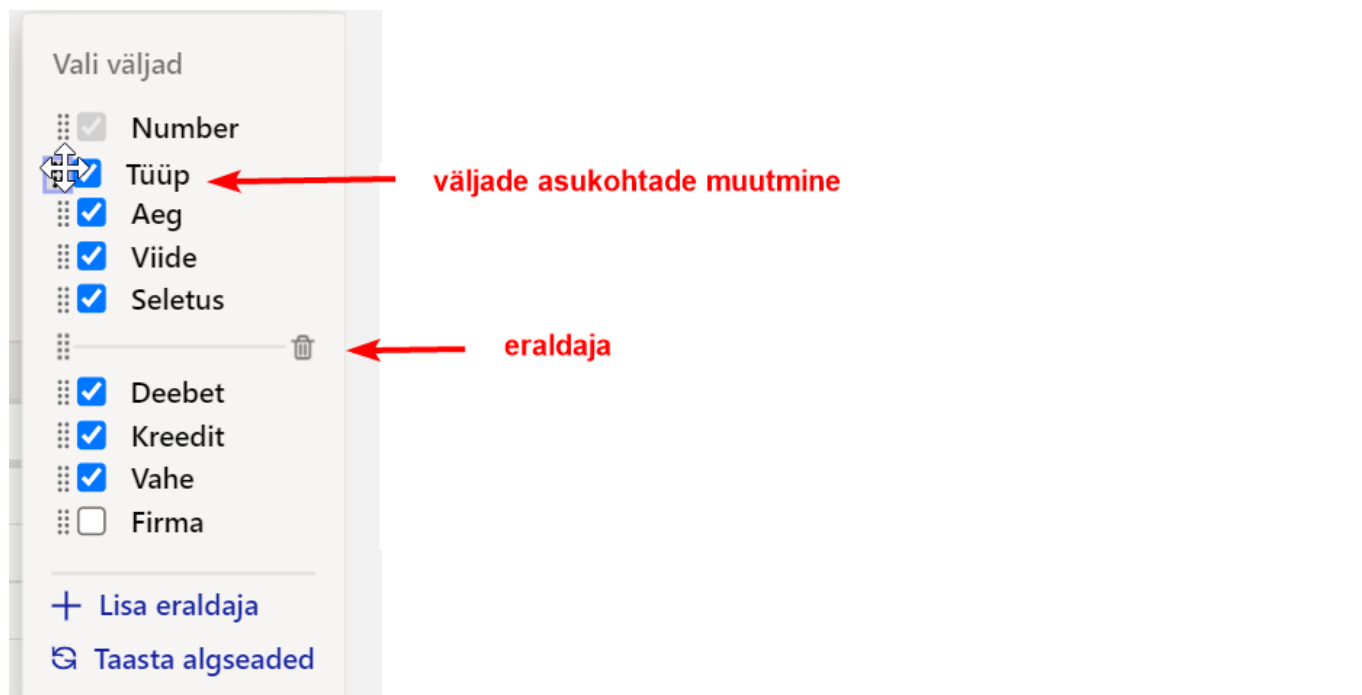 Vali väljad
Number
Tüüp
väljade asukohtade muutmine
Aeg
Viide
Seletus
eraldaja
Deebet
Kreedit
Vahe
Firma
Lisa eraldaja
Taasta algseaded